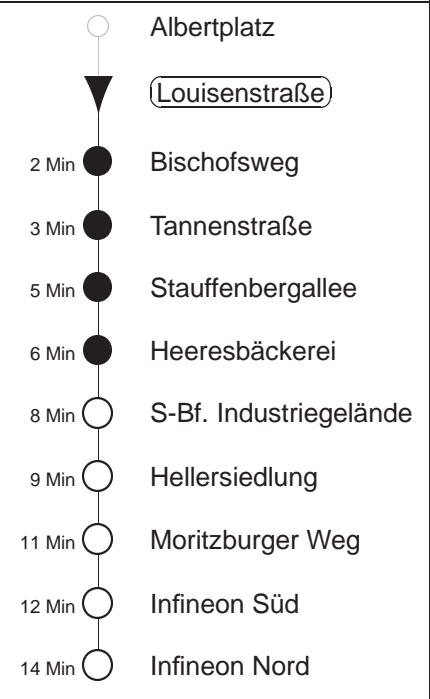 Albertplatz
Louisenstraße
2 Min Bischofsweg
3 Min Tannenstraße
5 Min Stauffenbergallee
6 Min Heeresbäckerei
8 Min S-Bf. Industriegelände
9 Min Hellersiedlung
11 Min Moritzburger Weg
12 Min Infineon Süd
14 Min Infineon Nord